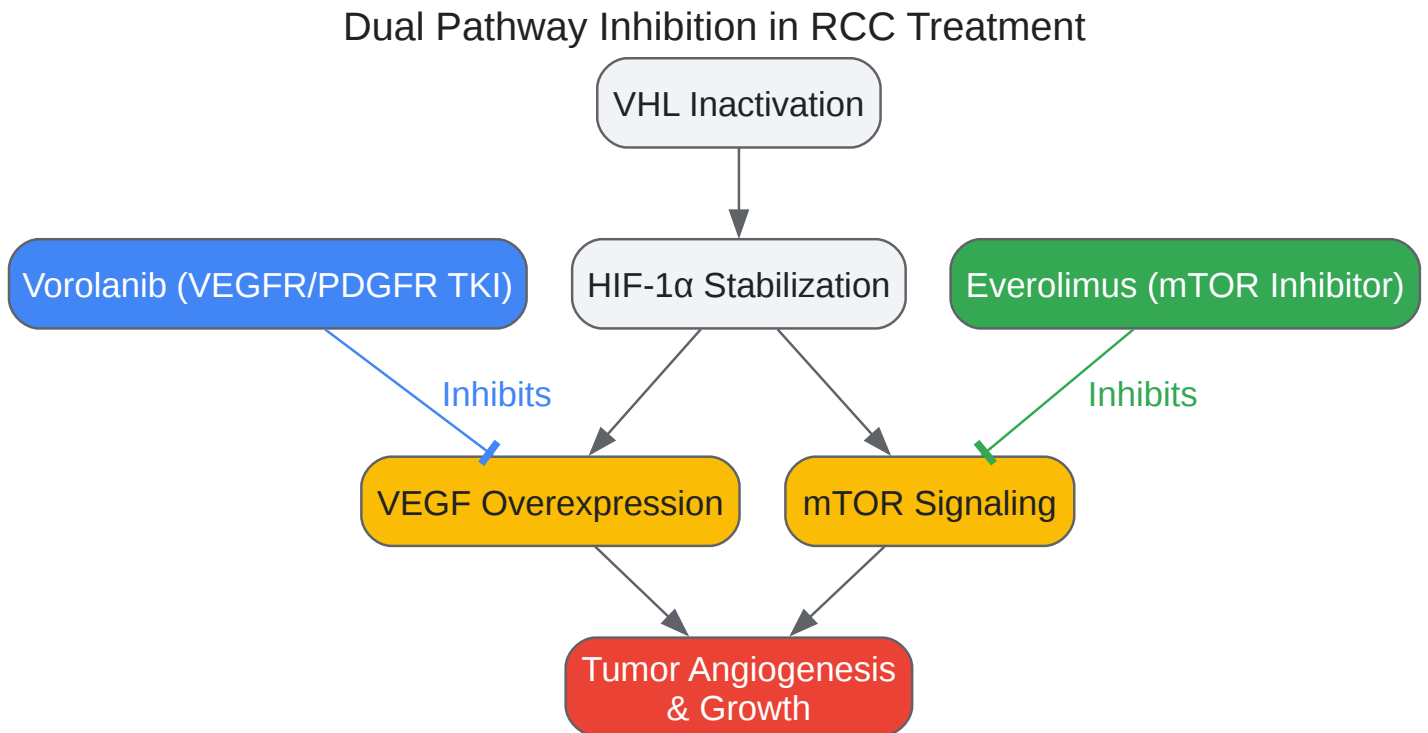 Dual Pathway Inhibition in RCC Treatment
VHL Inactivation
Vorolanib (VEGFR/PDGFR TKI)
HIF-1α Stabilization
Everolimus (mTOR Inhibitor)
Inhibits
Inhibits
VEGF Overexpression
mTOR Signaling
Tumor Angiogenesis
& Growth